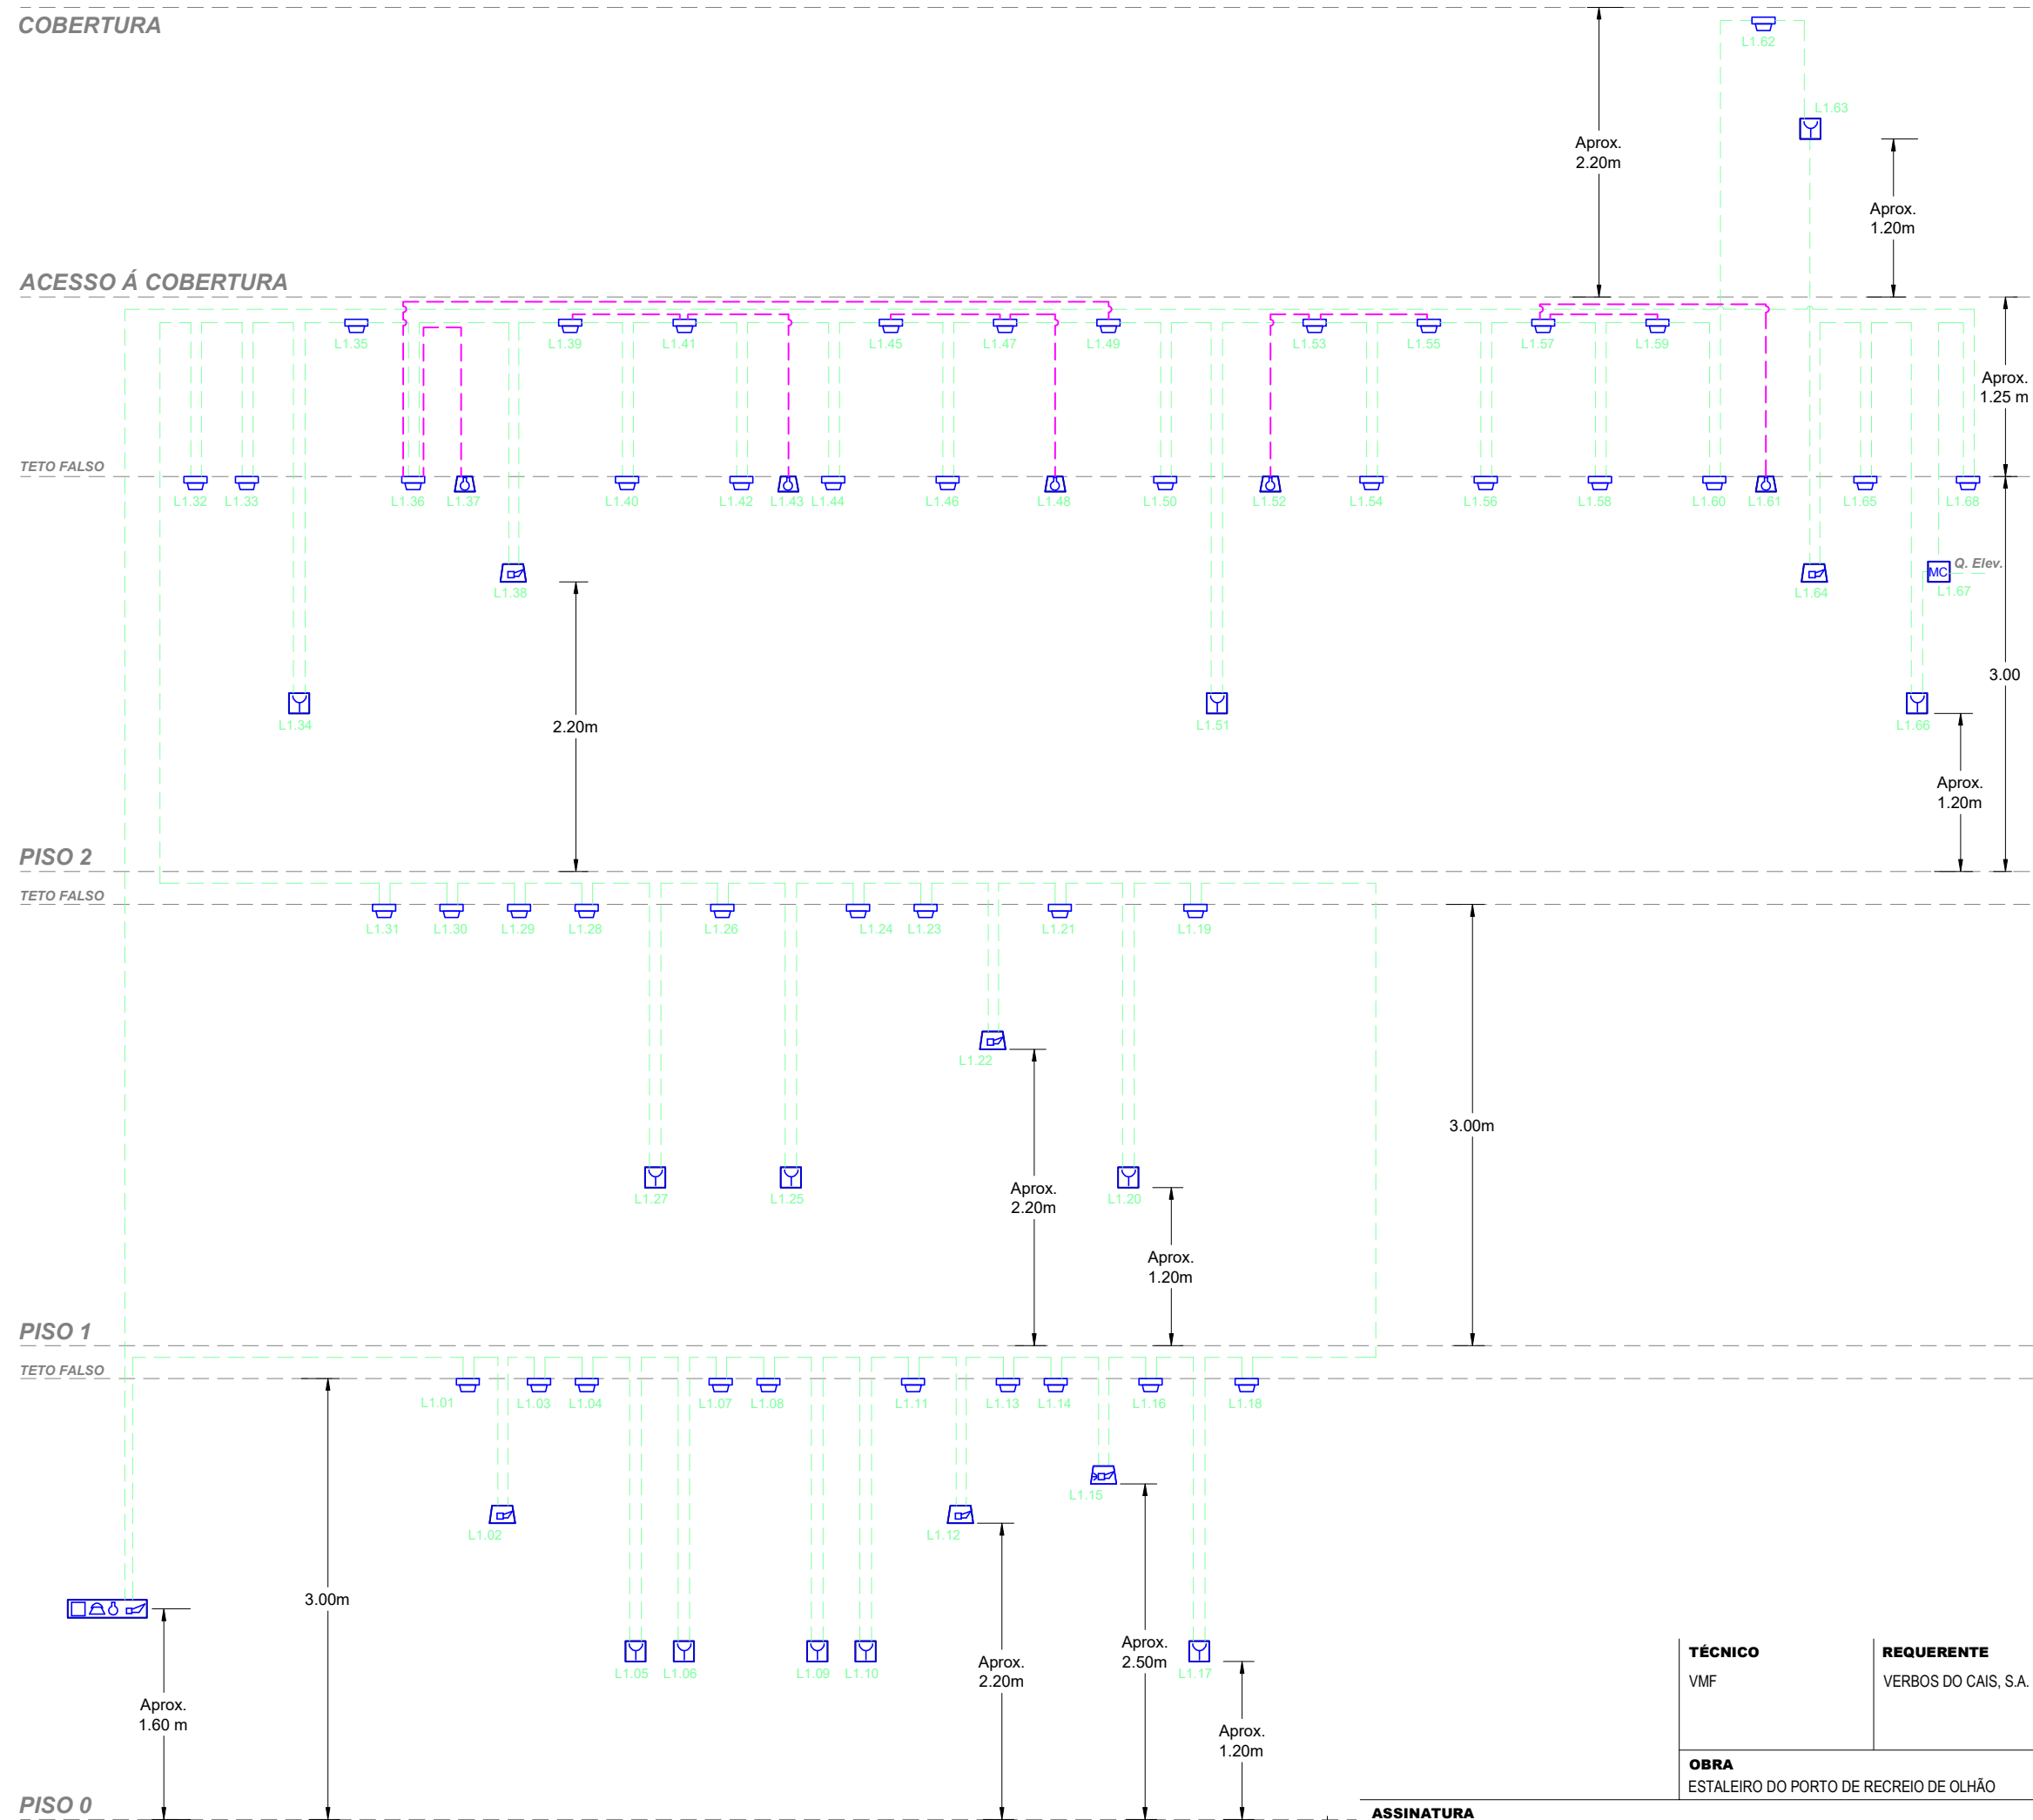 COBERTURA
L1.62
L1.63
Aprox.
2.20m
Aprox.
1.20m
ACESSO Á COBERTURA
L1.35
L1.39
L1.41
L1.45
L1.47
L1.49
L1.53
L1.55
L1.57
L1.59
Aprox.
1.25 m
TETO FALSO
L1.32
L1.33
L1.36
L1.37
L1.40
L1.42
L1.43
L1.44
L1.46
L1.48
L1.50
L1.52
L1.54
L1.56
L1.58
L1.60
L1.61
L1.65
L1.68
L1.38
L1.64
MC
Q. Elev.
L1.67
3.00
L1.34
2.20m
L1.51
L1.66
Aprox.
1.20m
PISO 2
TETO FALSO
L1.31
L1.30
L1.29
L1.28
L1.26
L1.24
L1.23
L1.21
L1.19
L1.22
3.00m
L1.27
L1.25
L1.20
Aprox.
2.20m
Aprox.
1.20m
PISO 1
TETO FALSO
L1.01
L1.03
L1.04
L1.07
L1.08
L1.11
L1.13
L1.14
L1.16
L1.18
L1.15
L1.02
L1.12
3.00m
L1.05
L1.06
L1.09
L1.10
L1.17
Aprox.
2.50m
Aprox.
2.20m
Aprox.
1.60 m
Aprox.
1.20m
PISO 0
TÉCNICO
VMF
REQUERENTE
VERBOS DO CAIS, S.A.
OBRA
ESTALEIRO DO PORTO DE RECREIO DE OLHÃO
ASSINATURA